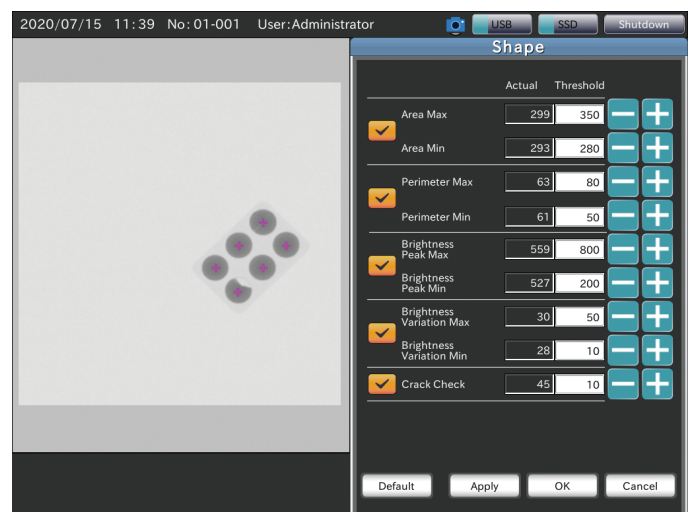 2020/07/15 11:39 No: 01-001 User:Administrator USB SSD Shutdown
Shape
Actual Threshold
Area Max 299 350
Area Min 293 280
Perimeter Max 63 80
Perimeter Min 61 50
Brightness
Peak Max 559 800
Brightness
Peak Min 527 200
Brightness
Variation Max 30 50
Brightness
Variation Min 28 10
Crack Check 45 10
Default Apply OK Cancel